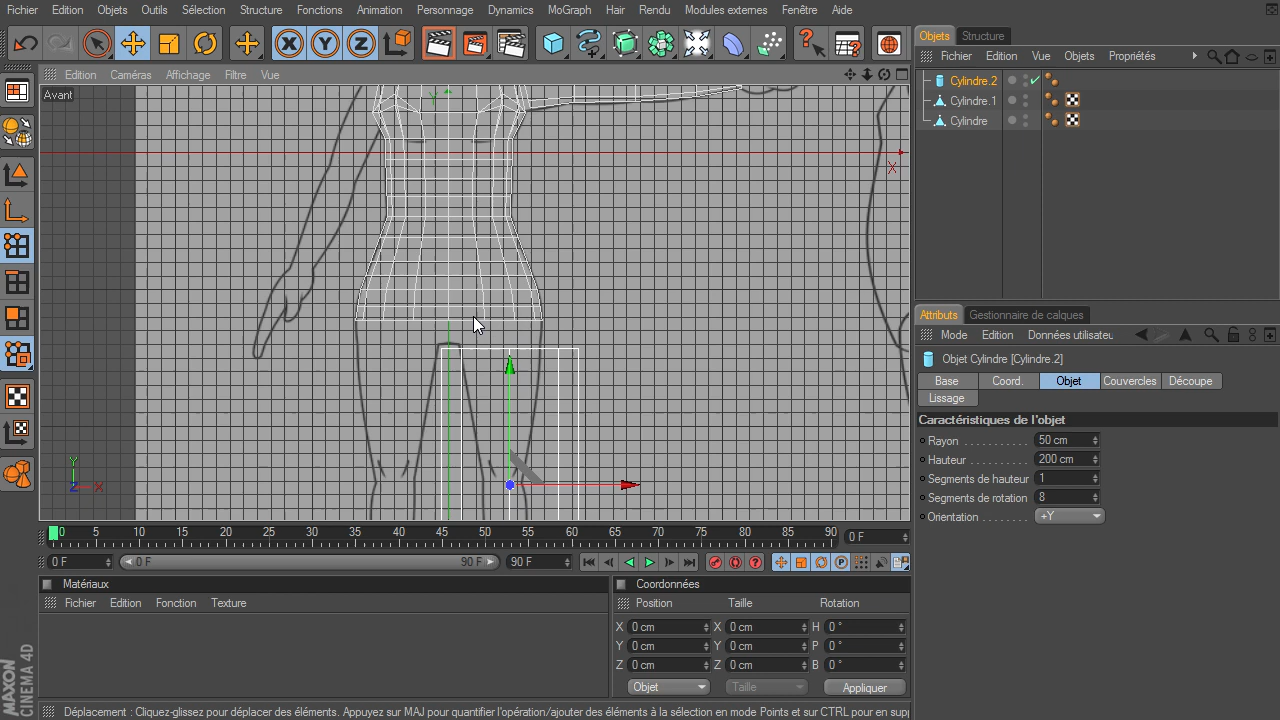 Fichier Edition Objets Outils Sélection Structure Fonctions Animation Personnage Dynamics MoGraph Hair Rendu Modules externes Fenêtre Aide
Objets Structure
Edition Caméras Affichage Filtre Vue
Fichier Edition Vue Objets Propriétés
Avant
Y
Cylindre.2
Cylindre.1
Cylindre
X
Attributs Gestionnaire de calques
Mode Edition Données utilisateu
Objet Cylindre [Cylindre.2]
Base Coord. Objet Couvercles Découpe
Lissage
Caractéristiques de l'objet
Rayon 50 cm
Hauteur 200 cm
Segments de hauteur 1
Segments de rotation 8
Orientation +Y
Y
Z X
0 5 10 15 20 25 30 35 40 45 50 55 60 65 70 75 80 85 90 0 F
0 F 0 F 90 F 90 F
Matériaux
Fichier Edition Fonction Texture
Coordonnées
Position Taille Rotation
X 0 cm X 0 cm H 0 °
Y 0 cm Y 0 cm P 0 °
Z 0 cm Z 0 cm B 0 °
Objet Taille Appliquer
MAXON
CINEMA 4D
Déplacement : Cliquez-glissez pour déplacer des éléments. Appuyez sur MAJ pour quantifier l'opération/ajouter des éléments à la sélection en mode Points et sur CTRL pour en supp